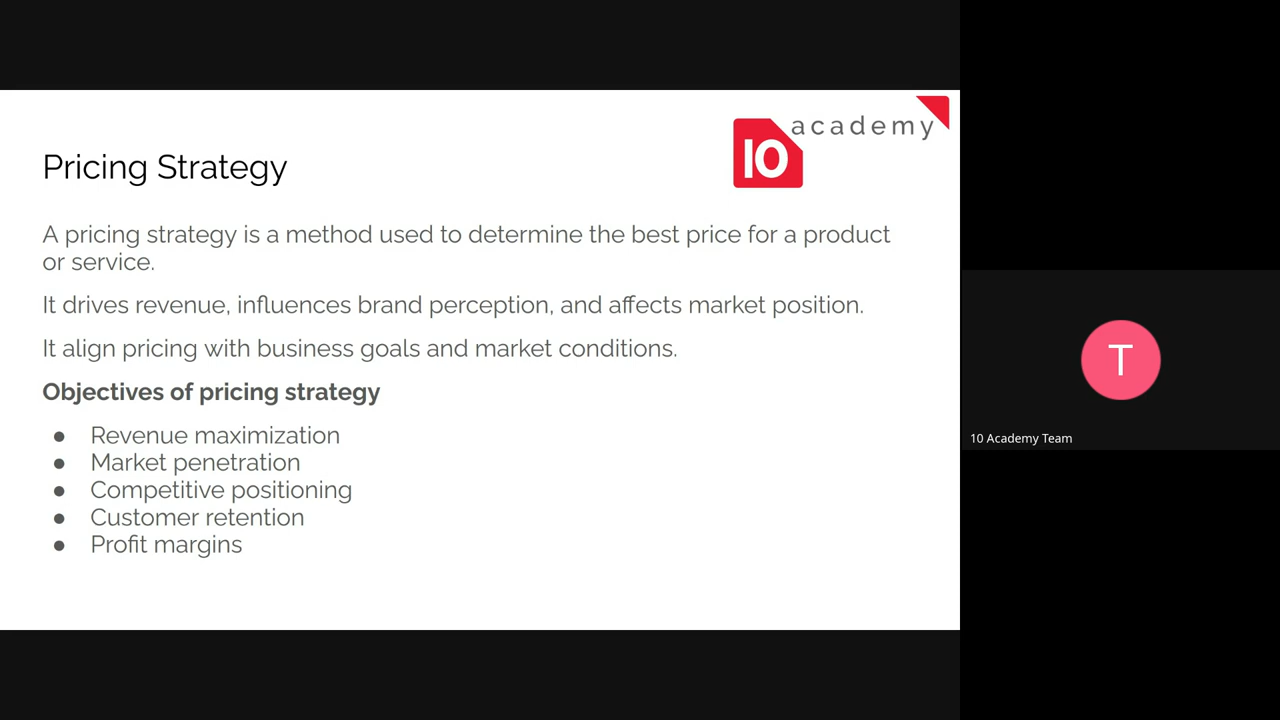 academy
10
Pricing Strategy
A pricing strategy is a method used to determine the best price for a product
or service.
It drives revenue, influences brand perception, and affects market position.
It align pricing with business goals and market conditions.
Objectives of pricing strategy
● Revenue maximization
● Market penetration
● Competitive positioning
● Customer retention
● Profit margins
T
10 Academy Team